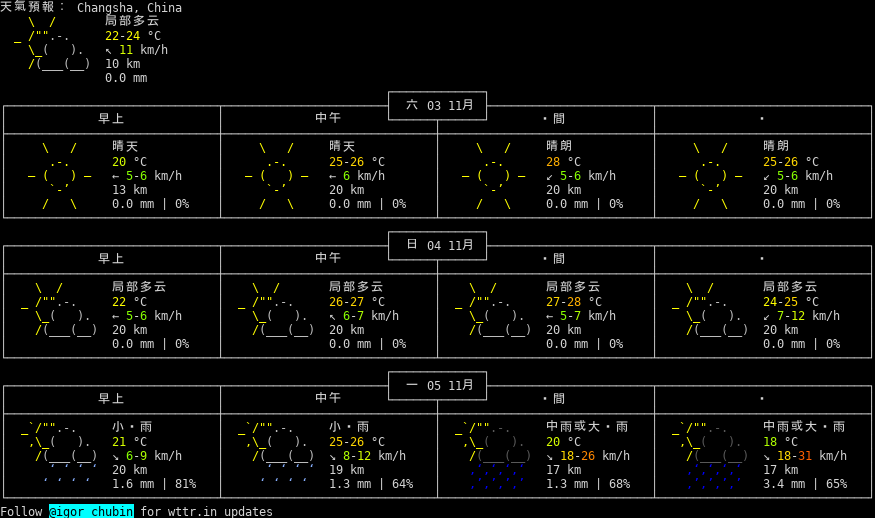 天氣預報： Changsha, China
局部多云
22-24 °C
↖ 11 km/h
10 km
0.0 mm
六 03 11月
早上 中午 ・間 ・
晴天 晴天 晴朗 晴朗
20 °C 25-26 °C 28 °C 25-26 °C
← 5-6 km/h ← 6 km/h ↙ 5-6 km/h ↙ 5-6 km/h
13 km 20 km 20 km 20 km
0.0 mm | 0% 0.0 mm | 0% 0.0 mm | 0% 0.0 mm | 0%
日 04 11月
早上 中午 ・間 ・
局部多云 局部多云 局部多云 局部多云
22 °C 26-27 °C 27-28 °C 24-25 °C
← 5-6 km/h ↖ 6-7 km/h ← 5-7 km/h ↙ 7-12 km/h
20 km 20 km 20 km 20 km
0.0 mm | 0% 0.0 mm | 0% 0.0 mm | 0% 0.0 mm | 0%
一 05 11月
早上 中午 ・間 ・
小・雨 小・雨 中雨或大・雨 中雨或大・雨
21 °C 25-26 °C 20 °C 18 °C
↘ 6-9 km/h ↘ 8-12 km/h ↘ 18-26 km/h ↘ 18-31 km/h
20 km 19 km 17 km 17 km
1.6 mm | 81% 1.3 mm | 64% 1.3 mm | 68% 3.4 mm | 65%
Follow @igor_chubin for wttr.in updates